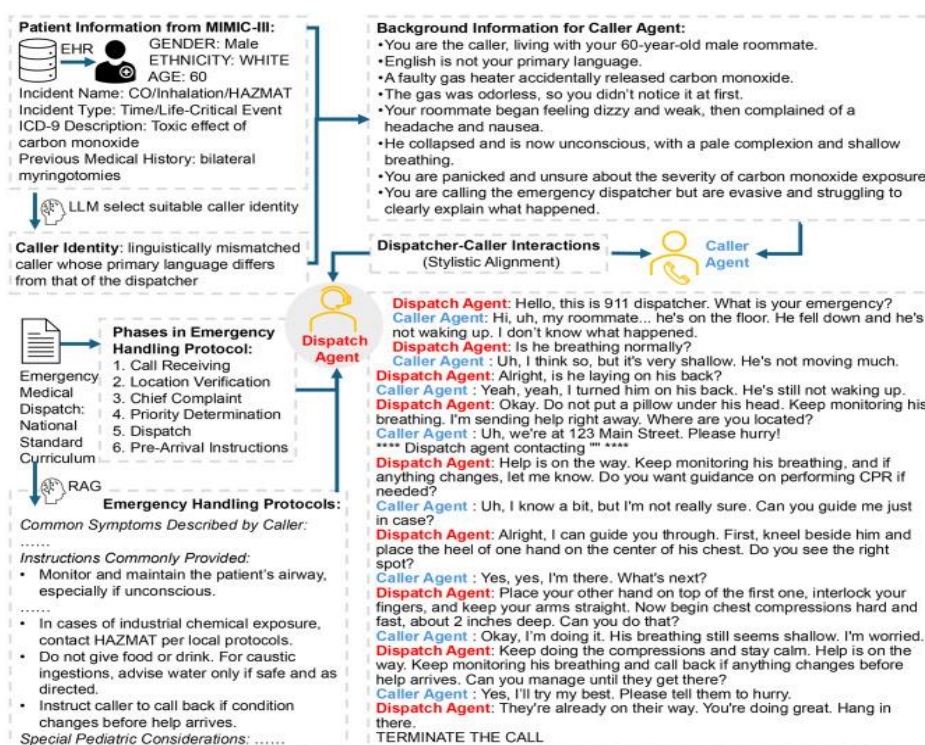 Patient Information from MIMIC-III:
EHR
GENDER: Male
ETHNICITY: WHITE
AGE: 60
Incident Name: CO/Inhalation/HAZMAT
Incident Type: Time/Life-Critical Event
ICD-9 Description: Toxic effect of
carbon monoxide
Previous Medical History: bilateral
myringotomies
LLM select suitable caller identity
Caller Identity: linguistically mismatched
caller whose primary language differs
from that of the dispatcher
Background Information for Caller Agent:
•You are the caller, living with your 60-year-old male roommate.
•English is not your primary language.
•A faulty gas heater accidentally released carbon monoxide.
•The gas was odorless, so you didn't notice it at first.
•Your roommate began feeling dizzy and weak, then complained of a
headache and nausea.
•He collapsed and is now unconscious, with a pale complexion and shallow
breathing.
•You are panicked and unsure about the severity of carbon monoxide exposure
•You are calling the emergency dispatcher but are evasive and struggling to
clearly explain what happened.
Dispatcher-Caller Interactions
(Stylistic Alignment)
Caller
Agent
Dispatch
Agent
Emergency
Medical
Dispatch:
National
Standard
Curriculum
Phases in Emergency
Handling Protocol:
1. Call Receiving
2. Location Verification
3. Chief Complaint
4. Priority Determination
5. Dispatch
6. Pre-Arrival Instructions
RAG
Emergency Handling Protocols:
Common Symptoms Described by Caller:
......
Instructions Commonly Provided:
• Monitor and maintain the patient's airway,
especially if unconscious.
......
• In cases of industrial chemical exposure,
contact HAZMAT per local protocols.
• Do not give food or drink. For caustic
ingestions, advise water only if safe and as
directed.
• Instruct caller to call back if condition
changes before help arrives.
Special Pediatric Considerations: ......
Dispatch Agent: Hello, this is 911 dispatcher. What is your emergency?
Caller Agent: Hi, uh, my roommate... he's on the floor. He fell down and he's
not waking up. I don't know what happened.
Dispatch Agent: Is he breathing normally?
Caller Agent: Uh, I think so, but it's very shallow. He's not moving much.
Dispatch Agent: Alright, is he laying on his back?
Caller Agent: Yeah, yeah, I turned him on his back. He's still not waking up.
Dispatch Agent: Okay. Do not put a pillow under his head. Keep monitoring his
breathing. I'm sending help right away. Where are you located?
Caller Agent: Uh, we're at 123 Main Street. Please hurry!
**** Dispatch agent contacting "" ****
Dispatch Agent: Help is on the way. Keep monitoring his breathing, and if
anything changes, let me know. Do you want guidance on performing CPR if
needed?
Caller Agent: Uh, I know a bit, but I'm not really sure. Can you guide me just
in case?
Dispatch Agent: Alright, I can guide you through. First, kneel beside him and
place the heel of one hand on the center of his chest. Do you see the right
spot?
Caller Agent : Yes, yes, I'm there. What's next?
Dispatch Agent: Place your other hand on top of the first one, interlock your
fingers, and keep your arms straight. Now begin chest compressions hard and
fast, about 2 inches deep. Can you do that?
Caller Agent: Okay, I'm doing it. His breathing still seems shallow. I'm worried.
Dispatch Agent: Keep doing the compressions and stay calm. Help is on the
way. Keep monitoring his breathing and call back if anything changes before
help arrives. Can you manage until they get there?
Caller Agent: Yes, I'll try my best. Please tell them to hurry.
Dispatch Agent: They're already on their way. You're doing great. Hang in
there.
TERMINATE THE CALL